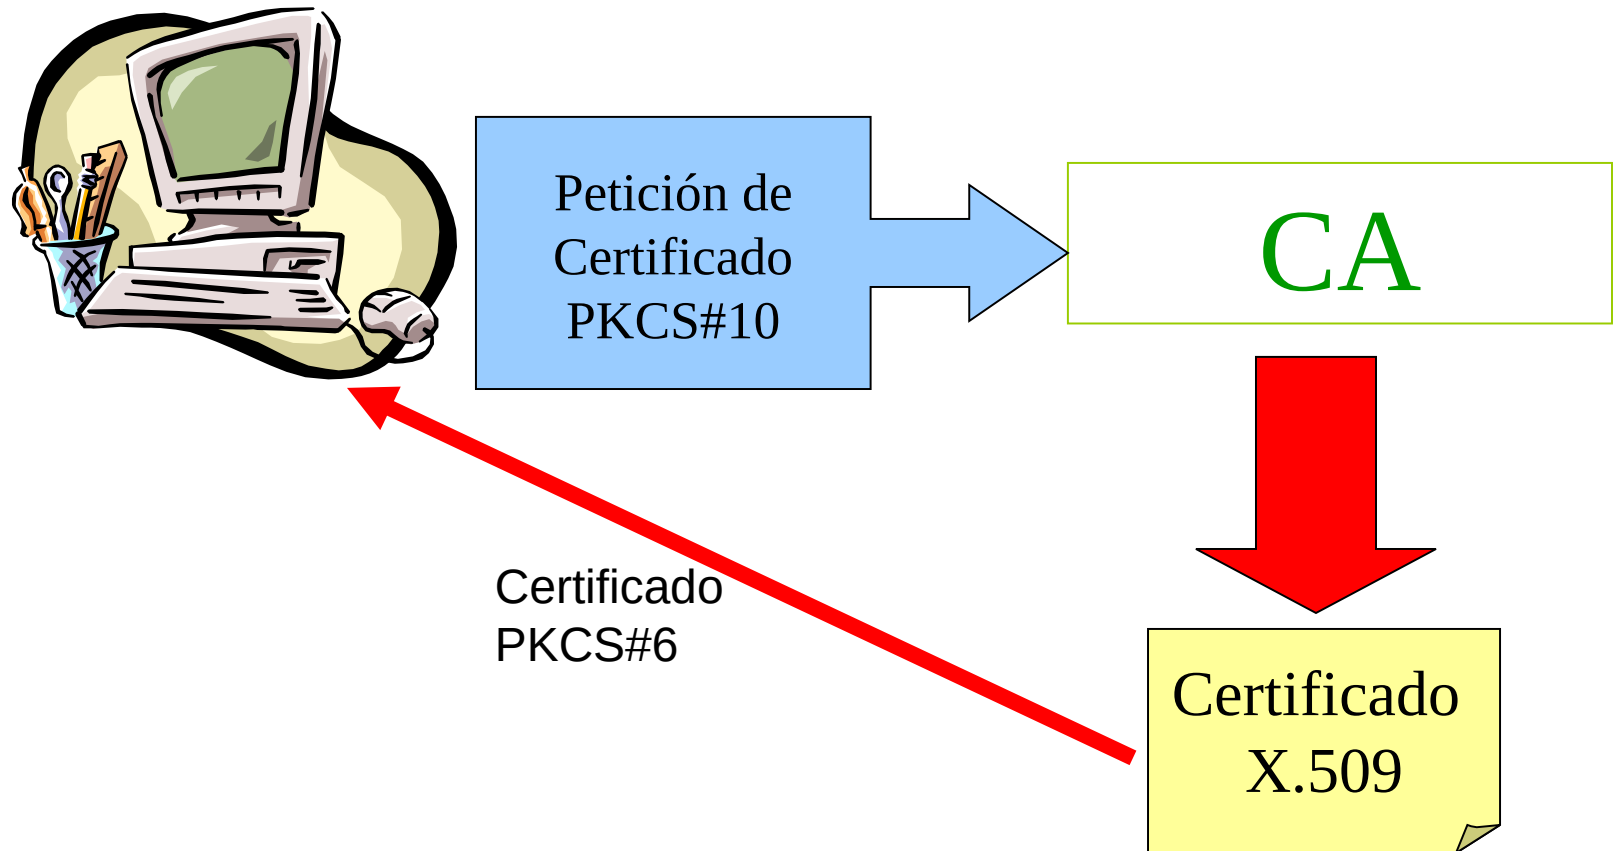 Petición de
Certificado
PKCS#10
CA
Certificado
PKCS#6
Certificado
X.509